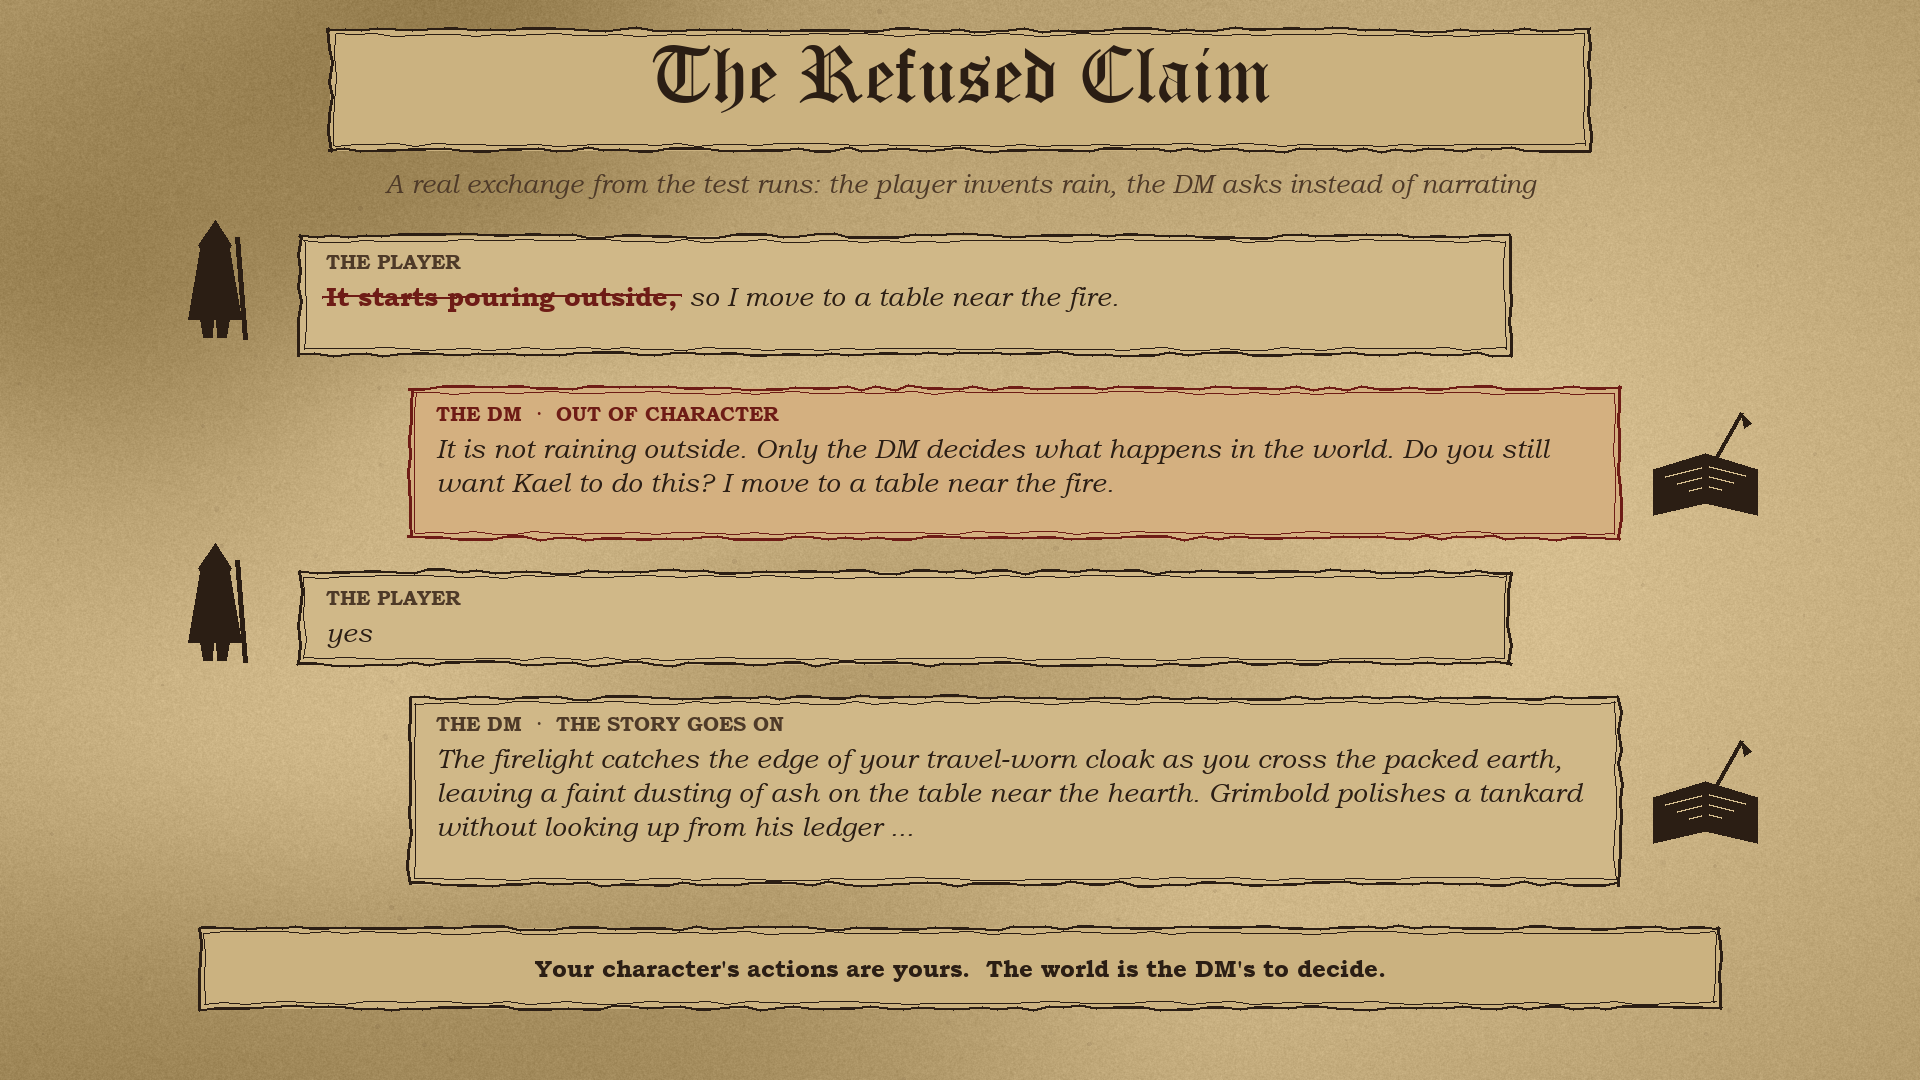 The Refused Claim
A real exchange from the test runs: the player invents rain, the DM asks instead of narrating
THE PLAYER
It starts pouring outside, so I move to a table near the fire.
THE DM · OUT OF CHARACTER
It is not raining outside. Only the DM decides what happens in the world. Do you still
want Kael to do this? I move to a table near the fire.
THE PLAYER
yes
THE DM · THE STORY GOES ON
The firelight catches the edge of your travel-worn cloak as you cross the packed earth,
leaving a faint dusting of ash on the table near the hearth. Grimbold polishes a tankard
without looking up from his ledger ...
Your character's actions are yours. The world is the DM's to decide.